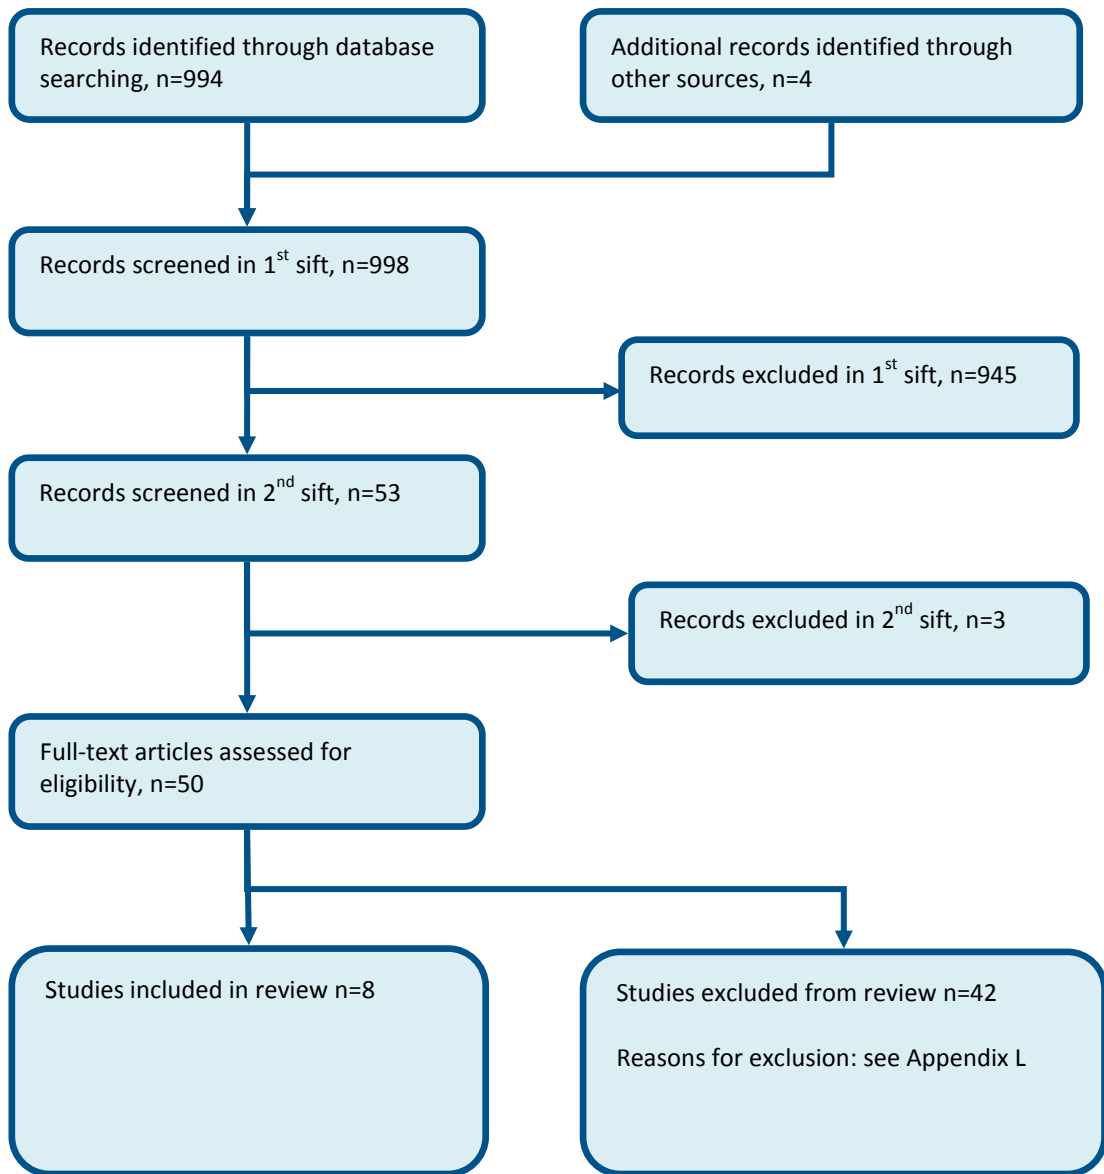 Records identified through database
searching, n=994
Additional records identified through
other sources, n=4
Records screened in 1st sift, n=998
Records excluded in 1st sift, n=945
Records screened in 2nd sift, n=53
Records excluded in 2nd sift, n=3
Full-text articles assessed for
eligibility, n=50
Studies included in review n=8
Studies excluded from review n=42
Reasons for exclusion: see Appendix L